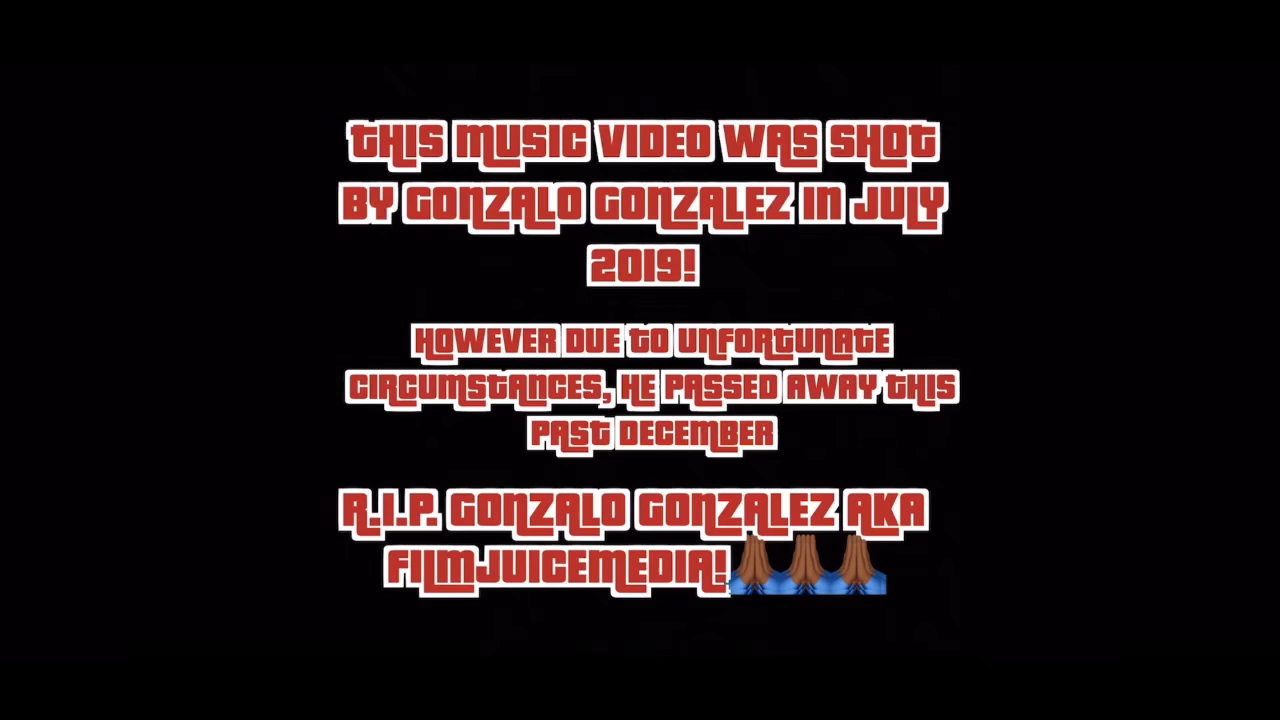 THIS MUSIC VIDEO WAS SHOT
BY GONZALO GONZALEZ IN JULY
2019!
HOWEVER DUE TO UNFORTUNATE
CIRCUMSTANCES, HE PASSED AWAY THIS
PAST DECEMBER
R.I.P. GONZALO GONZALEZ AKA
FILMJUICEMEDIA!🙏🏾🙏🏾🙏🏾